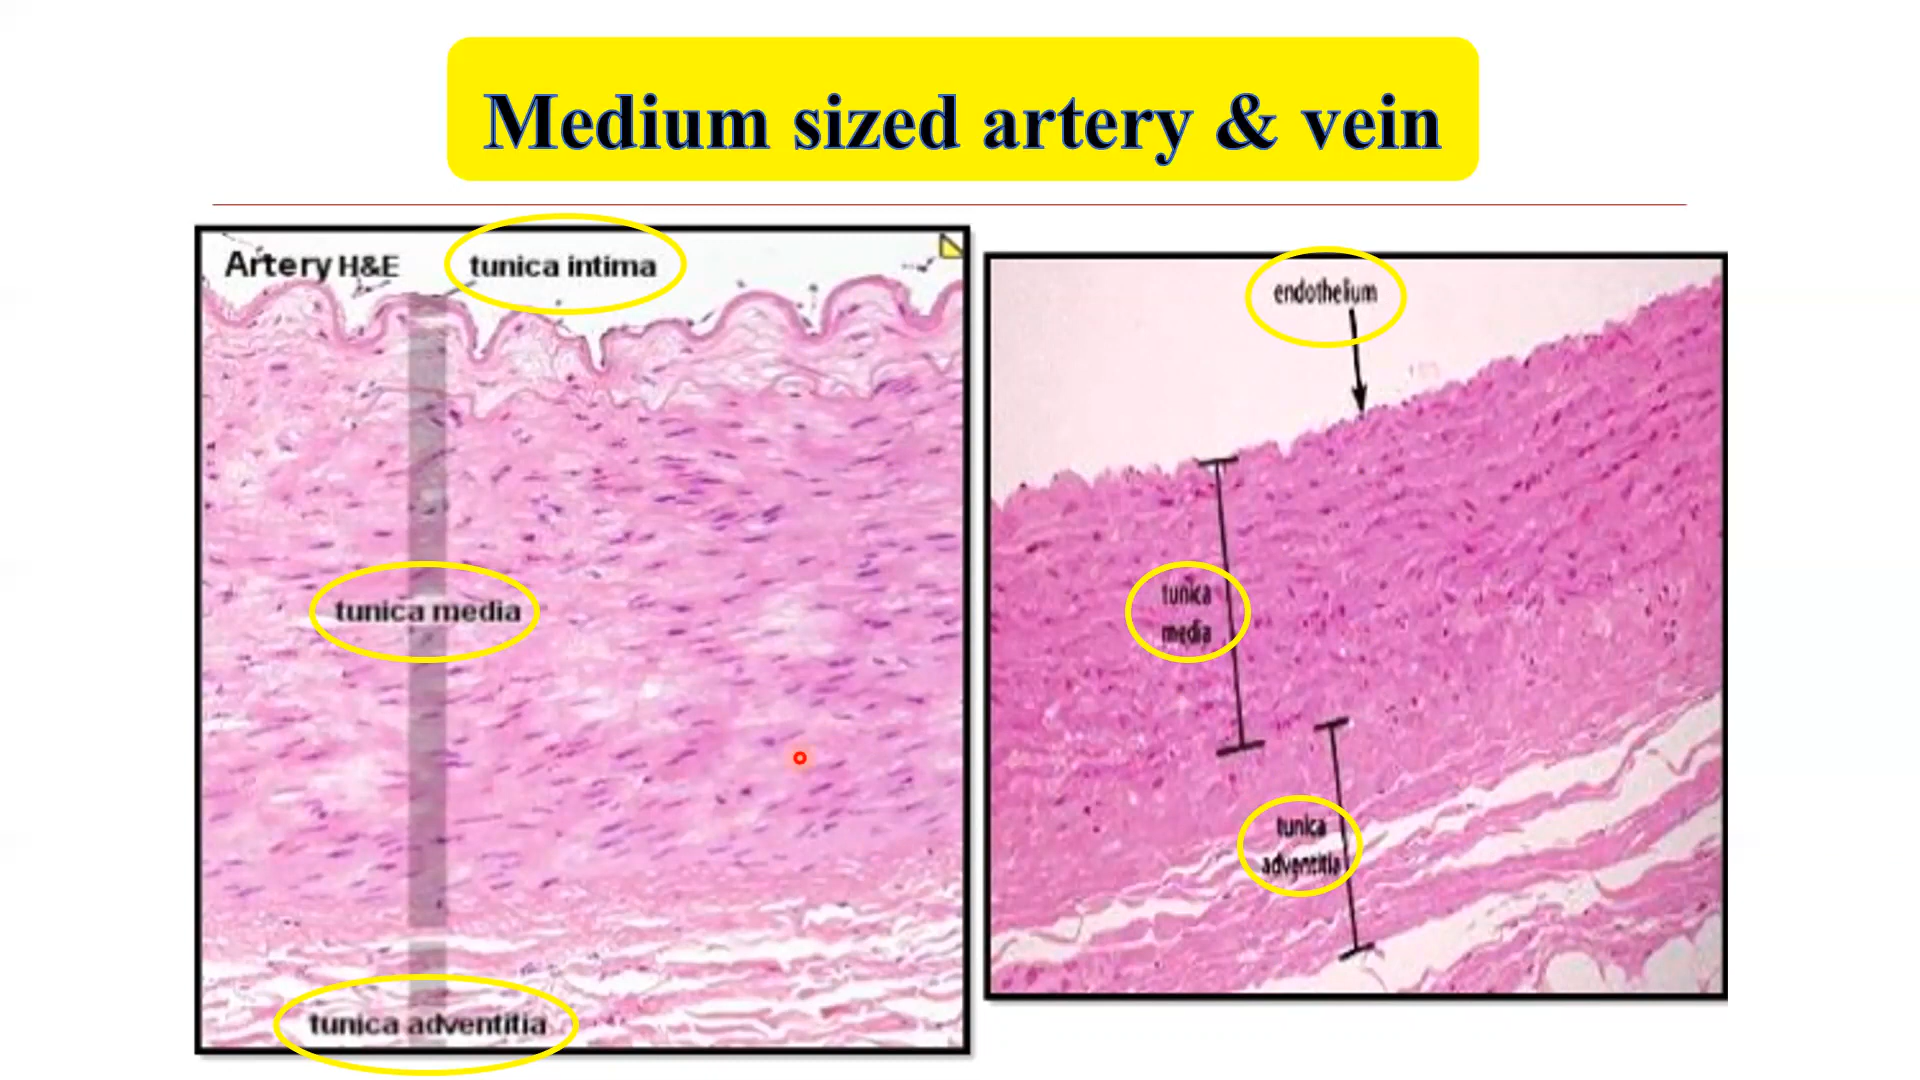 Medium sized artery & vein
Artery H&E
tunica intima
tunica media
tunica adventitia
endothelium
tunica
media
tunica
adventitia